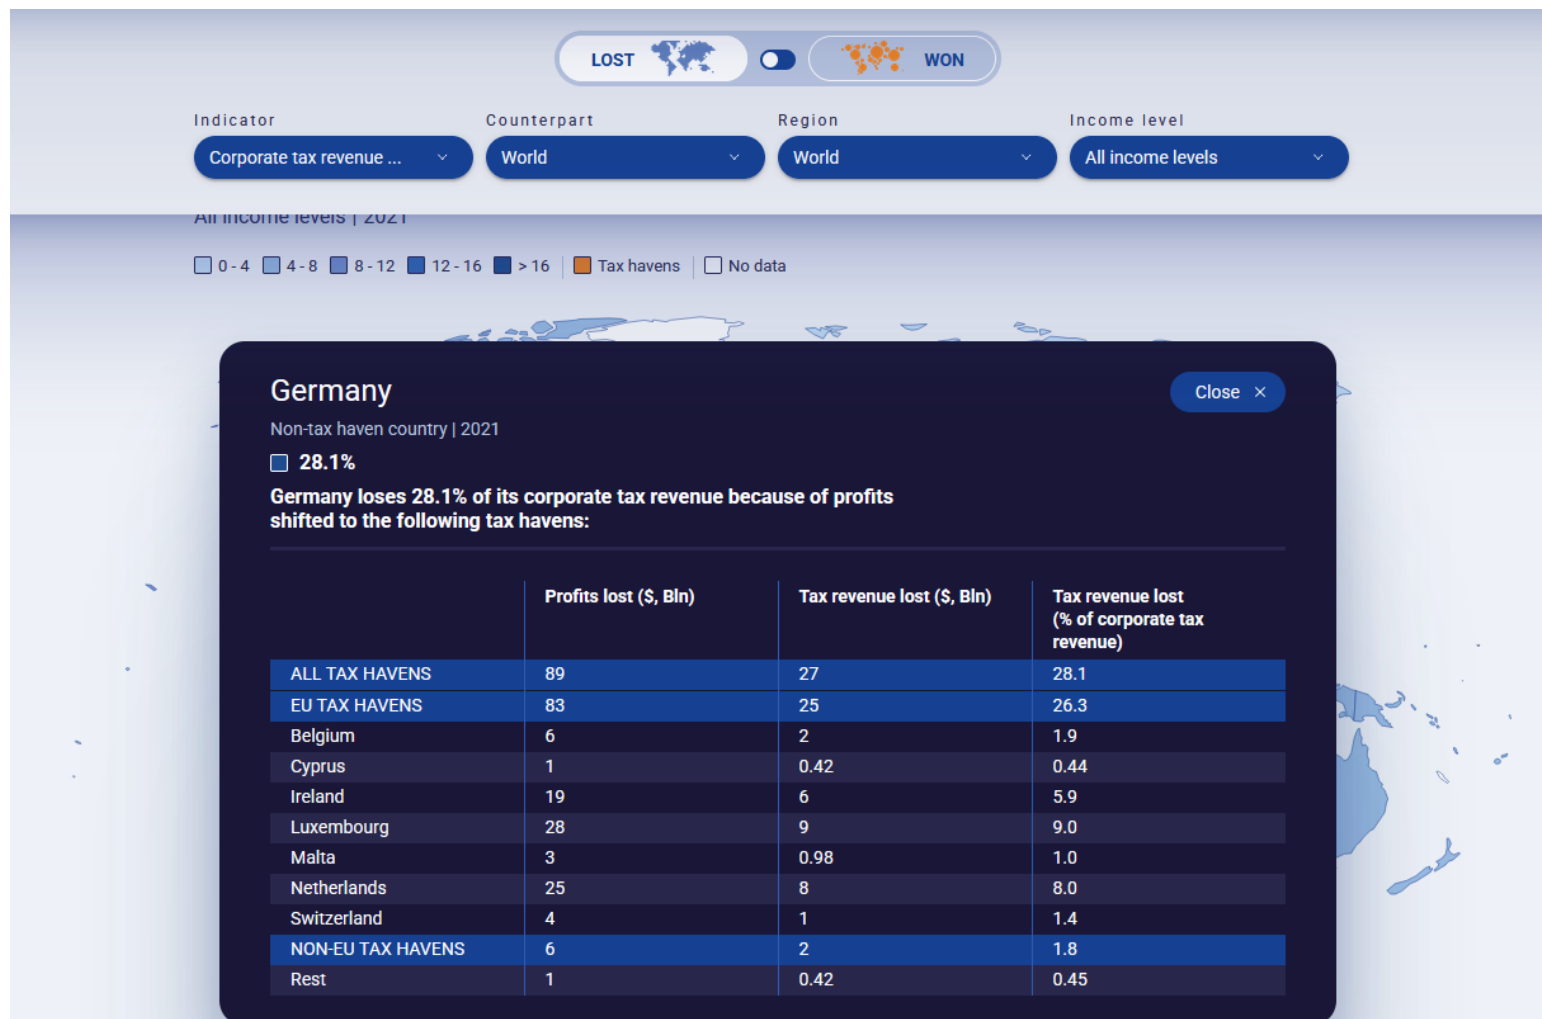 LOST WON
Indicator Counterpart Region Income level
Corporate tax revenue ... World World All income levels
All income levels | 2021
0 - 4 4 - 8 8 - 12 12 - 16 > 16 Tax havens No data
Germany Close ×
Non-tax haven country | 2021
28.1%
Germany loses 28.1% of its corporate tax revenue because of profits
shifted to the following tax havens:
Profits lost ($, Bln) Tax revenue lost ($, Bln) Tax revenue lost
(% of corporate tax
revenue)
ALL TAX HAVENS 89 27 28.1
EU TAX HAVENS 83 25 26.3
Belgium 6 2 1.9
Cyprus 1 0.42 0.44
Ireland 19 6 5.9
Luxembourg 28 9 9.0
Malta 3 0.98 1.0
Netherlands 25 8 8.0
Switzerland 4 1 1.4
NON-EU TAX HAVENS 6 2 1.8
Rest 1 0.42 0.45